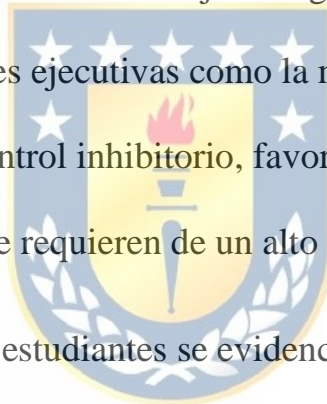 es ejecutivas como la
ntrol inhibitorio, favor
e requieren de un alto
estudiantes se evidenc